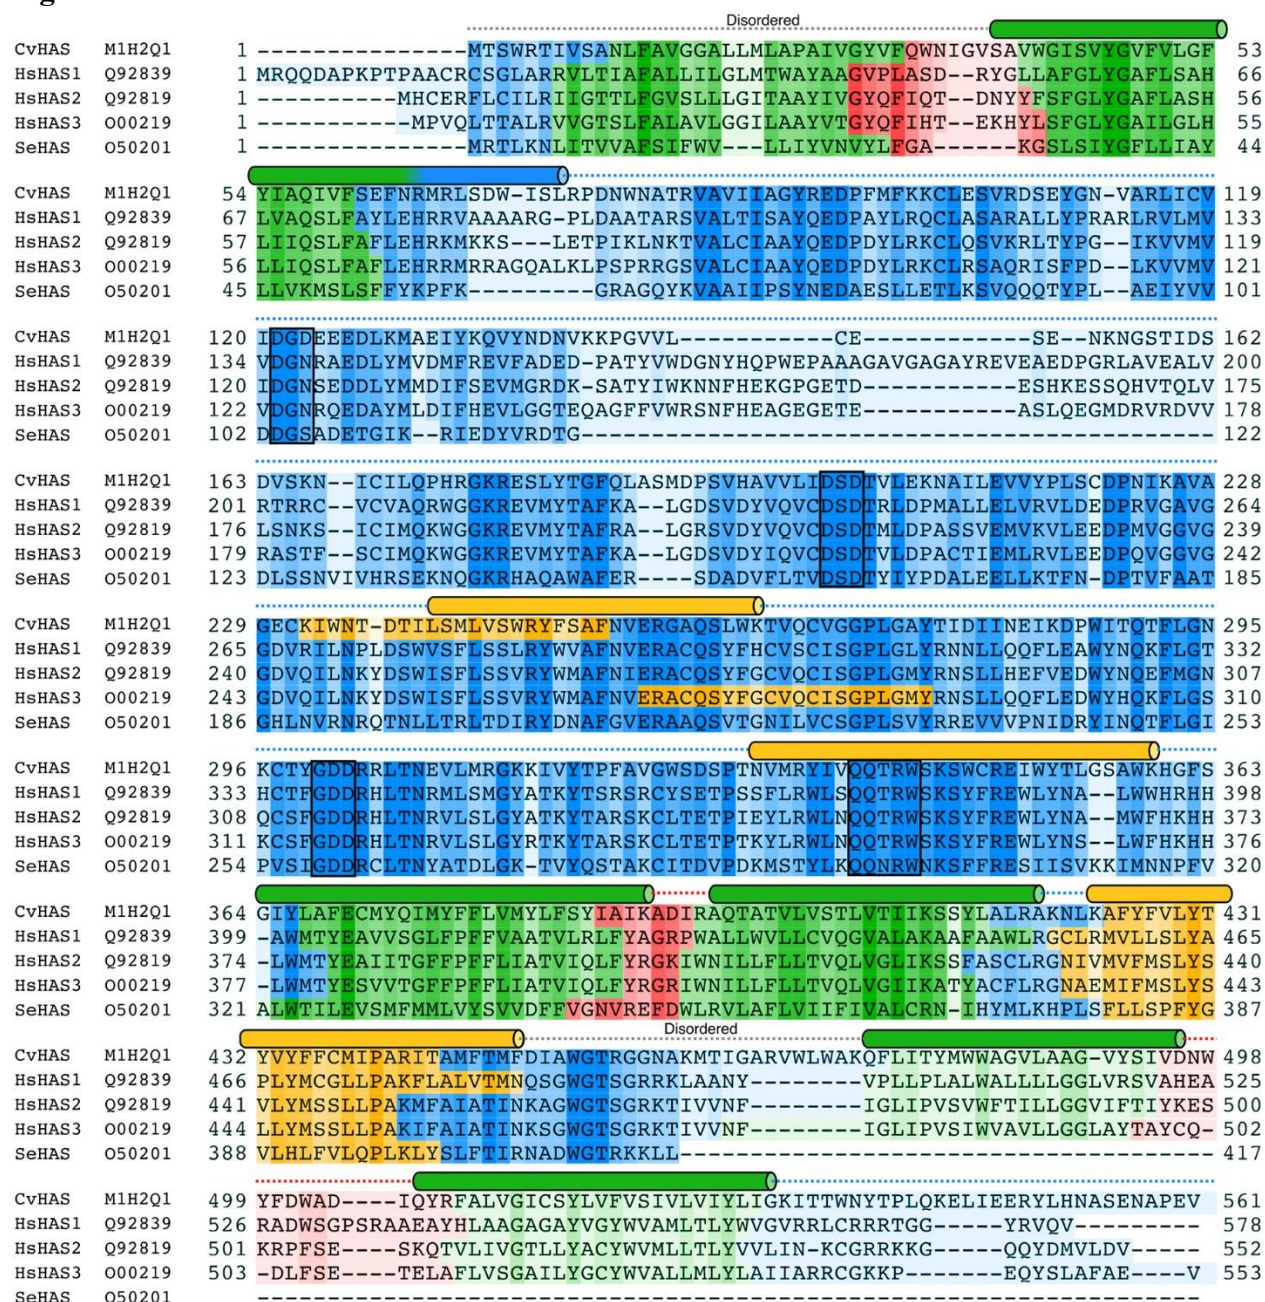 Disordered
CvHAS M1H2Q1 1 ---------------MTSWRTIVSANLFAVGGALLMLAPAIVGYVFQWNIGVSAVWGISVYGVFVLGF 53
HsHAS1 Q92839 1 MRQQDAPKPTPAACRCSGLARRVLTIAFALLILGLMTWAYAAGVPLASD--RYGLLAFGLYGAFLSAH 66
HsHAS2 Q92819 1 ----------MHCERFLCILRIIGTTLFGVSLLLGITAAYIVGYQFIQT--DNYYFSFGLYGAFLASH 56
HsHAS3 O00219 1 -----------MPVQLTTALRVVGTSLFALAVLGGILAAYVTGYQFIHT--EKHYLSFGLYGAILGLH 55
SeHAS O50201 1 ---------------MRTLKNLITVVAFSIFWV---LLIYVNVYLFGA------KGSLSIYGFLLIAY 44
CvHAS M1H2Q1 54 YIAQIVFSEFNRMRLSDW-ISLRPDNWNATRVAVIIAGYREDPFMFKKCLESVRDSEYGN-VARLICV 119
HsHAS1 Q92839 67 LVAQSLFAYLEHRRVAAAARG-PLDAATARSVALTISAYQEDPAYLRQCLASARALLYPRARLRVLMV 133
HsHAS2 Q92819 57 LIIQSLFAFLEHRKMKKS---LETPIKLNKTVALCIAAYQEDPDYLRKCLQSVKRLTYPG--IKVVMV 119
HsHAS3 O00219 56 LLIQSLFAFLEHRRMRRAGQALKLPSPRRGSVALCIAAYQEDPDYLRKCLRSAQRISFPD--LKVVMV 121
SeHAS O50201 45 LLVKMSLSFFYKPFK---------GRAGQYKVAAIIPSYNEDAESLLETLKSVQQQTYPL--AEIYVV 101
CvHAS M1H2Q1 120 IDGDEEEDLKMAEIYKQVYNDNVKKPGVVL-----------CE------------SE--NKNGSTIDS 162
HsHAS1 Q92839 134 VDGNRAEDLYMVDMFREVFADED-PATYVWDGNYHQPWEPAAAGAVGAGAYREVEAEDPGRLAVEALV 200
HsHAS2 Q92819 120 IDGNSEDDLYMMDIFSEVMGRDK-SATYIWKNNFHEKGPGETD-----------ESHKESSQHVTQLV 175
HsHAS3 O00219 122 VDGNRQEDAYMLDIFHEVLGGTEQAGFFVWRSNFHEAGEGETE-----------ASLQEGMDRVRDVV 178
SeHAS O50201 102 DDGSADETGIK--RIEDYVRDTG--------------------------------------------- 122
CvHAS M1H2Q1 163 DVSKN--ICILQPHRGKRESLYTGFQLASMDPSVHAVVLIDSDTVLEKNAILEVVYPLSCDPNIKAVA 228
HsHAS1 Q92839 201 RTRRC--VCVAQRWGGKREVMYTAFKA--LGDSVDYVQVCDSDTRLDPMALLELVRVLDEDPRVGAVG 264
HsHAS2 Q92819 176 LSNKS--ICIMQKWGGKREVMYTAFRA--LGRSVDYVQVCDSDTMLDPASSVEMVKVLEEDPMVGGVG 239
HsHAS3 O00219 179 RASTF--SCIMQKWGGKREVMYTAFKA--LGDSVDYIQVCDSDTVLDPACTIEMLRVLEEDPQVGGVG 242
SeHAS O50201 123 DLSSNVIVHRSEKNQGKRHAQAWAFER----SDADVFLTVDSDTYIYPDALEELLKTFN-DPTVFAAT 185
CvHAS M1H2Q1 229 GECKIWNT-DTILSMLVSWRYFSAFNVERGAQSLWKTVQCVGGPLGAYTIDIINEIKDPWITQTFLGN 295
HsHAS1 Q92839 265 GDVRILNPLDSWVSFLSSLRYWVAFNVERACQSYFHCVSCISGPLGLYRNNLLQQFLEAWYNQKFLGT 332
HsHAS2 Q92819 240 GDVQILNKYDSWISFLSSVRYWMAFNIERACQSYFGCVQCISGPLGMYRNSLLHEFVEDWYNQEFMGN 307
HsHAS3 O00219 243 GDVQILNKYDSWISFLSSVRYWMAFNVERACQSYFGCVQCISGPLGMYRNSLLQQFLEDWYHQKFLGS 310
SeHAS O50201 186 GHLNVRNRQTNLLTRLTDIRYDNAFGVERAAQSVTGNILVCSGPLSVYRREVVVPNIDRYINQTFLGI 253
CvHAS M1H2Q1 296 KCTYGDDRRLTNEVLMRGKKIVYTPFAVGWSDSPTNVMRYIVQQTRWSKSWCREIWYTLGSAWKHGFS 363
HsHAS1 Q92839 333 HCTFGDDRHLTNRMLSMGYATKYTSRSRCYSETPSSFLRWLSQQTRWSKSYFREWLYNA--LWWHRHH 398
HsHAS2 Q92819 308 QCSFGDDRHLTNRVLSLGYATKYTARSKCLTETPIEYLRWLNQQTRWSKSYFREWLYNA--MWFHKHH 373
HsHAS3 O00219 311 KCSFGDDRHLTNRVLSLGYRTKYTARSKCLTETPTKYLRWLNQQTRWSKSYFREWLYNS--LWFHKHH 376
SeHAS O50201 254 PVSIGDDRCLTNYATDLGK-TVYQSTAKCITDVPDKMSTYLKQQNRWNKSFFRESIISVKKIMNNPFV 320
CvHAS M1H2Q1 364 GIYLAFECMYQIMYFFLVMYLFSYIAIKADIRAQTATVLVSTLVTIIKSSYLALRAKNLKAFYFVLYT 431
HsHAS1 Q92839 399 -AWMTYEAVVSGLFPFFVAATVLRLFYAGRPWALLWVLLCVQGVALAKAAFAAWLRGCLRMVLLSLYA 465
HsHAS2 Q92819 374 -LWMTYEAIITGFFPFFLIATVIQLFYRGKIWNILLFLLTVQLVGLIKSSFASCLRGNIVMVFMSLYS 440
HsHAS3 O00219 377 -LWMTYESVVTGFFPFFLIATVIQLFYRGRIWNILLFLLTVQLVGIIKATYACFLRGNAEMIFMSLYS 443
SeHAS O50201 321 ALWTILEVSMFMMLVYSVVDFFVGNVREFDWLRVLAFLVIIFIVALCRN-IHYMLKHPLSFLLSPFYG 387
Disordered
CvHAS M1H2Q1 432 YVYFFCMIPARITAMFTMFDIAWGTRGGNAKMTIGARVWLWAKQFLITYMWWAGVLAAG-VYSIVDNW 498
HsHAS1 Q92839 466 PLYMCGLLPAKFLALVTMNQSGWGTSGRRKLAANY--------VPLLPLALWALLLLGGLVRSVAHEA 525
HsHAS2 Q92819 441 VLYMSSLLPAKMFAIATINKAGWGTSGRKTIVVNF--------IGLIPVSVWFTILLGGVIFTIYKES 500
HsHAS3 O00219 444 LLYMSSLLPAKIFAIATINKSGWGTSGRKTIVVNF--------IGLIPVSIWVAVLLGGLAYTAYCQ- 502
SeHAS O50201 388 VLHLFVLQPLKLYSLFTIRNADWGTRKKLL-------------------------------------- 417
CvHAS M1H2Q1 499 YFDWAD----IQYRFALVGICSYLVFVSIVLVIYLIGKITTWNYTPLQKELIEERYLHNASENAPEV 561
HsHAS1 Q92839 526 RADWSGPSRAAEAYHLAAGAGAYVGYWVAMLTLYWVGVRRLCRRRTGG-----YRVQV--------- 578
HsHAS2 Q92819 501 KRPFSE----SKQTVLIVGTLLYACYWVMLLTLYVVLIN-KCGRRKKG------QQYDMVLDV----- 552
HsHAS3 O00219 503 -DLFSE----TELAFLVSGAILYGCYWVALLMLYLAIIARRCGKKP-------EQYSLAFAE----V 553
SeHAS O50201 -------------------------------------------------------------------